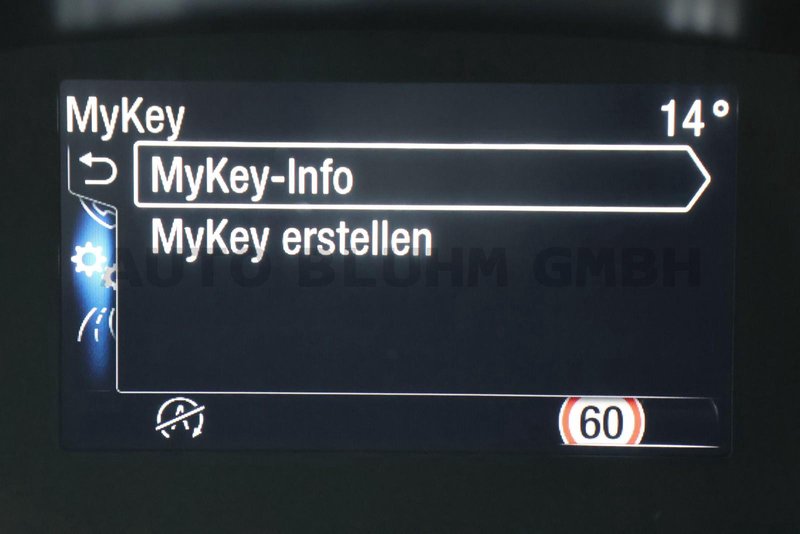 MyKey 14°
MyKey-Info
MyKey erstellen
AUTO BLUHM GMBH
A
60